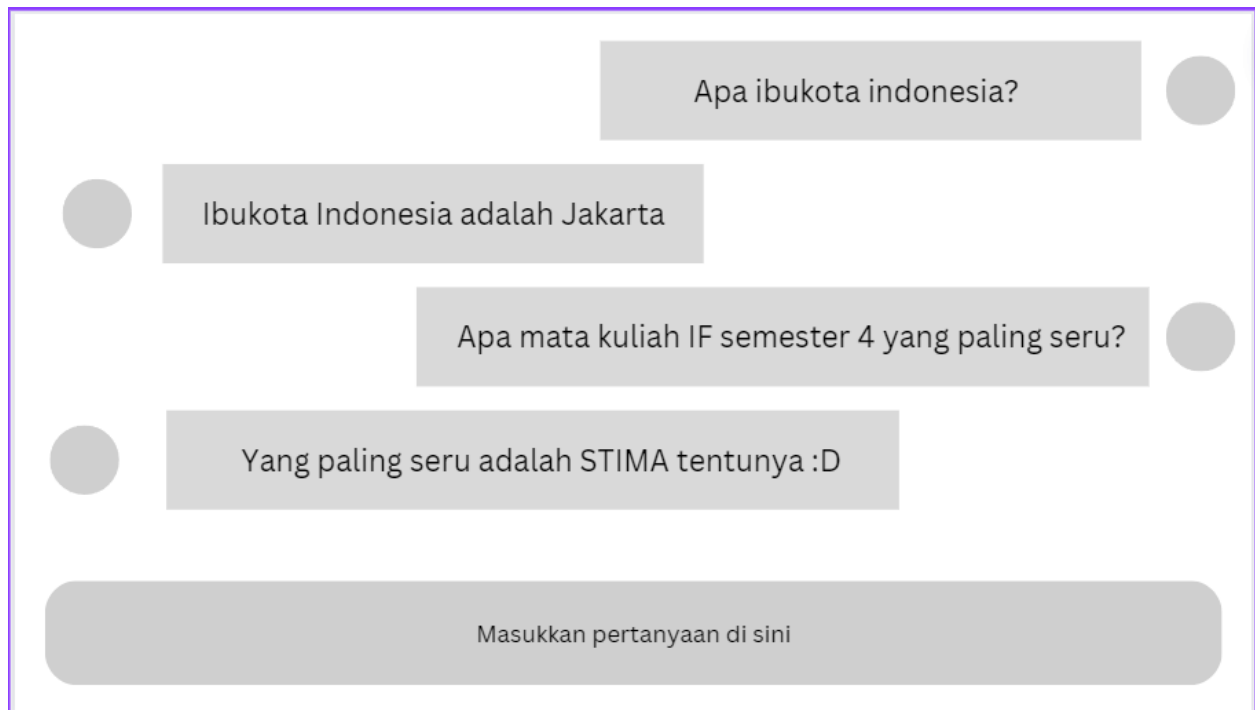 Apa ibukota indonesia?
Ibukota Indonesia adalah Jakarta
Apa mata kuliah IF semester 4 yang paling seru?
Yang paling seru adalah STIMA tentunya :D
Masukkan pertanyaan di sini